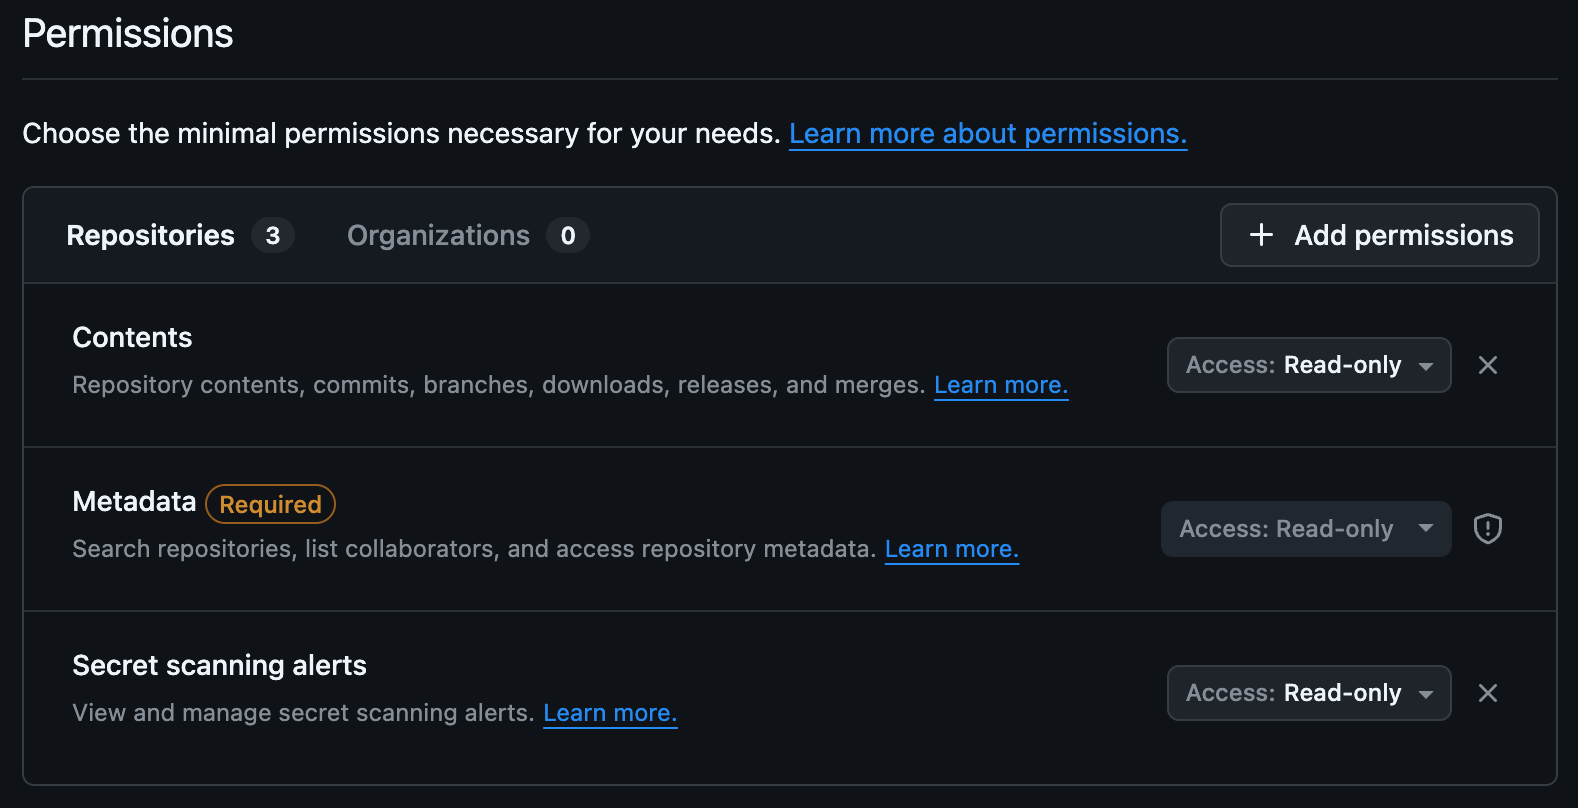 Permissions
Choose the minimal permissions necessary for your needs. Learn more about permissions.
Repositories 3 Organizations 0 + Add permissions
Contents
Repository contents, commits, branches, downloads, releases, and merges. Learn more.
Access: Read-only
Metadata Required
Search repositories, list collaborators, and access repository metadata. Learn more.
Access: Read-only
Secret scanning alerts
View and manage secret scanning alerts. Learn more.
Access: Read-only